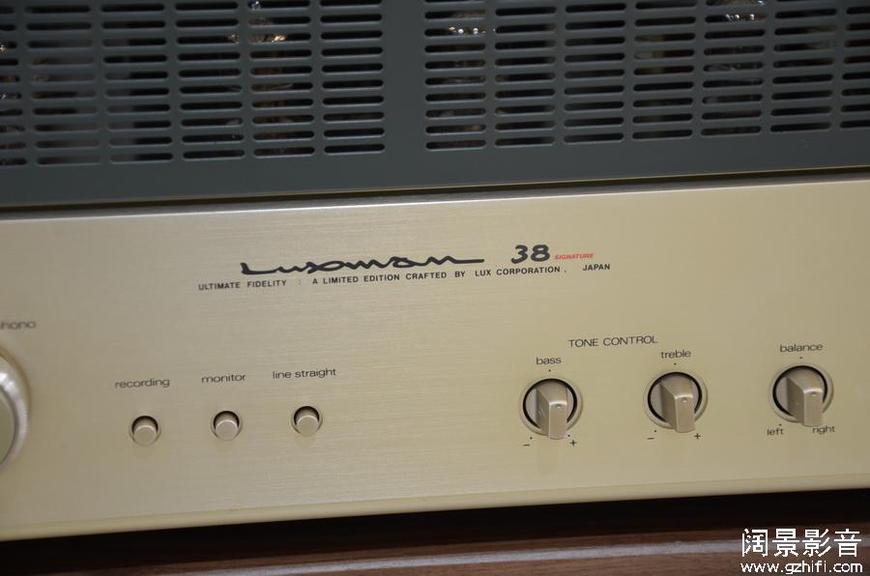 Luxman 38 SIGNATURE
ULTIMATE FIDELITY : A LIMITED EDITION CRAFTED BY LUX CORPORATION . JAPAN
phono
recording monitor line straight
TONE CONTROL
bass treble balance
- + - + left right
阔景影音
www.gzhifi.com